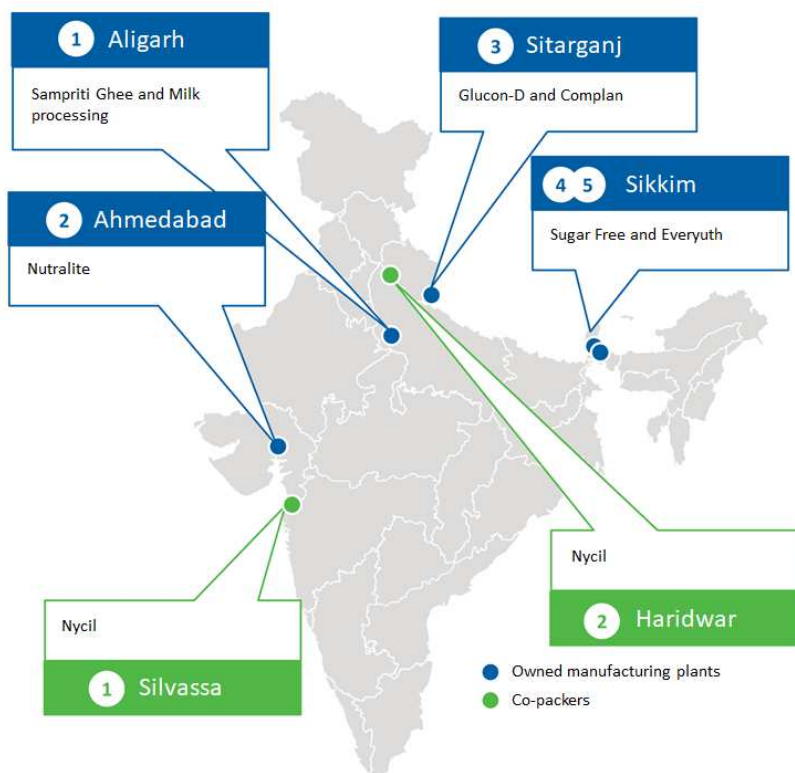 1 Aligarh
Sampriti Ghee and Milk
processing
3 Sitarganj
Glucon-D and Complan
4 5 Sikkim
Sugar Free and Everyuth
2 Ahmedabad
Nutralite
Nycil
2 Haridwar
Nycil
1 Silvassa
Owned manufacturing plants
Co-packers